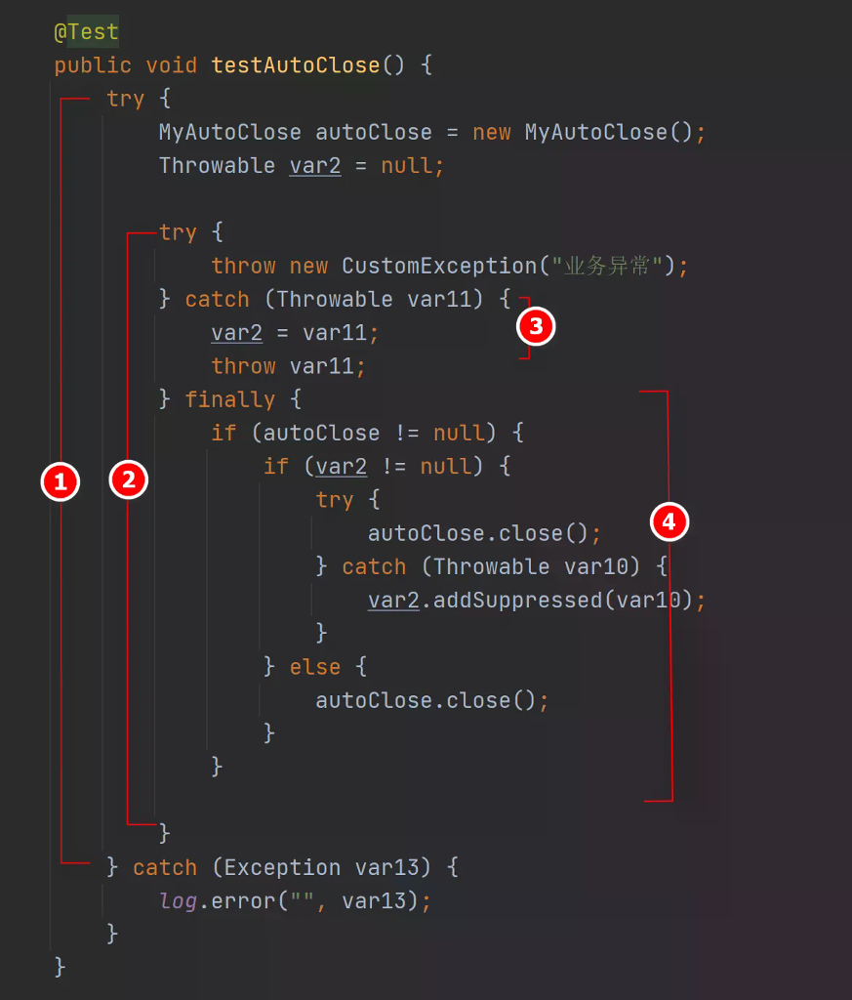 @Test
public void testAutoClose() {
try {
MyAutoClose autoClose = new MyAutoClose();
Throwable var2 = null;
try {
throw new CustomException("业务异常");
} catch (Throwable var11) {
3
var2 = var11;
throw var11;
} finally {
if (autoClose != null) {
if (var2 != null) {
1
2
try {
4
autoClose.close();
} catch (Throwable var10) {
var2.addSuppressed(var10);
}
} else {
autoClose.close();
}
}
}
} catch (Exception var13) {
log.error("", var13);
}
}